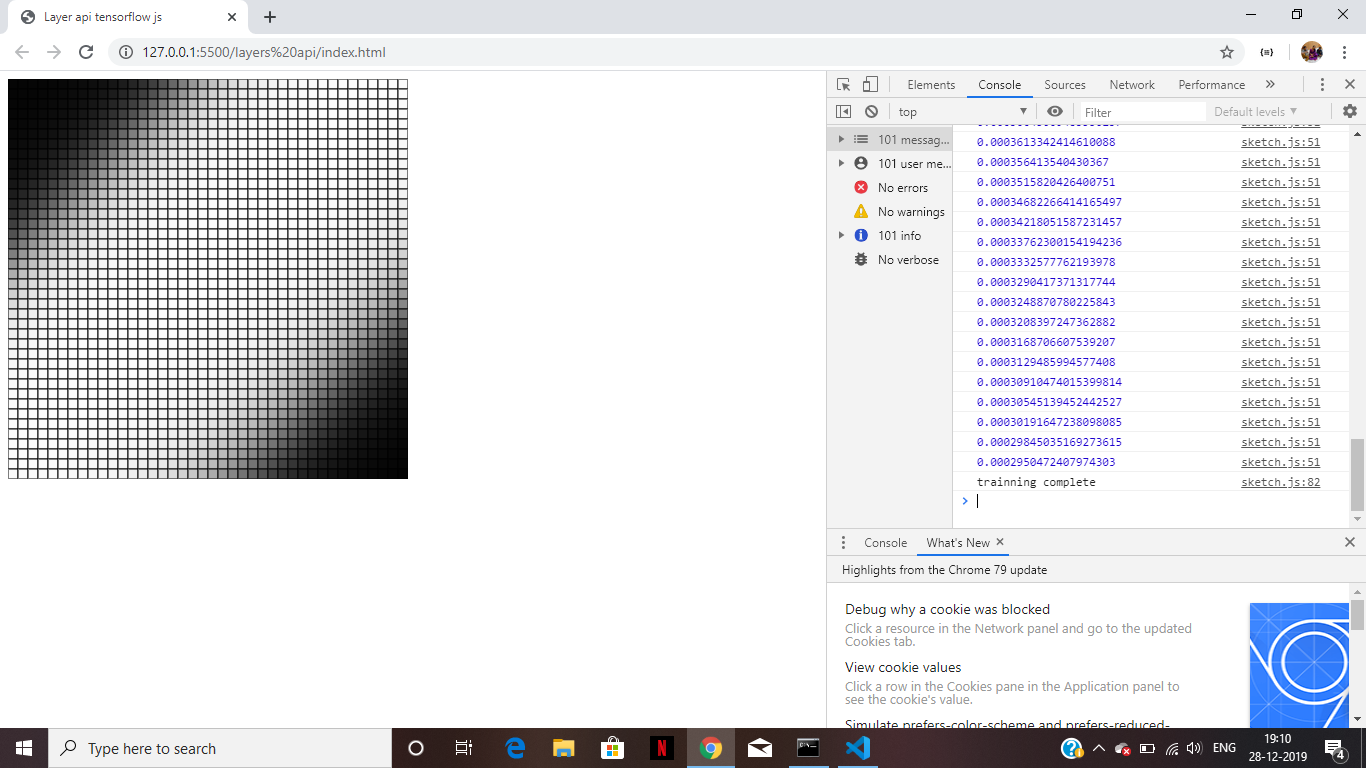 Layer api tensorflow js
127.0.0.1:5500/layers%20api/index.html
Elements Console Sources Network Performance
top Filter Default levels
101 messag...
101 user me...
No errors
No warnings
101 info
No verbose
0.0003613342414610088 sketch.js:51
0.000356413540430367 sketch.js:51
0.0003515820426400751 sketch.js:51
0.00034682266414165497 sketch.js:51
0.00034218051587231457 sketch.js:51
0.00033762300154194236 sketch.js:51
0.0003332577762193978 sketch.js:51
0.0003290417371317744 sketch.js:51
0.0003248870780225843 sketch.js:51
0.0003208397247362882 sketch.js:51
0.0003168706607539207 sketch.js:51
0.0003129485994577408 sketch.js:51
0.00030910474015399814 sketch.js:51
0.00030545139452442527 sketch.js:51
0.00030191647238098085 sketch.js:51
0.00029845035169273615 sketch.js:51
0.0002950472407974303 sketch.js:51
trainning complete sketch.js:82
Console What's New
Highlights from the Chrome 79 update
Debug why a cookie was blocked
Click a resource in the Network panel and go to the updated
Cookies tab.
View cookie values
Click a row in the Cookies pane in the Application panel to
see the cookie's value.
Simulate prefers-color-scheme and prefers-reduced-
Type here to search
ENG
19:10
28-12-2019
4